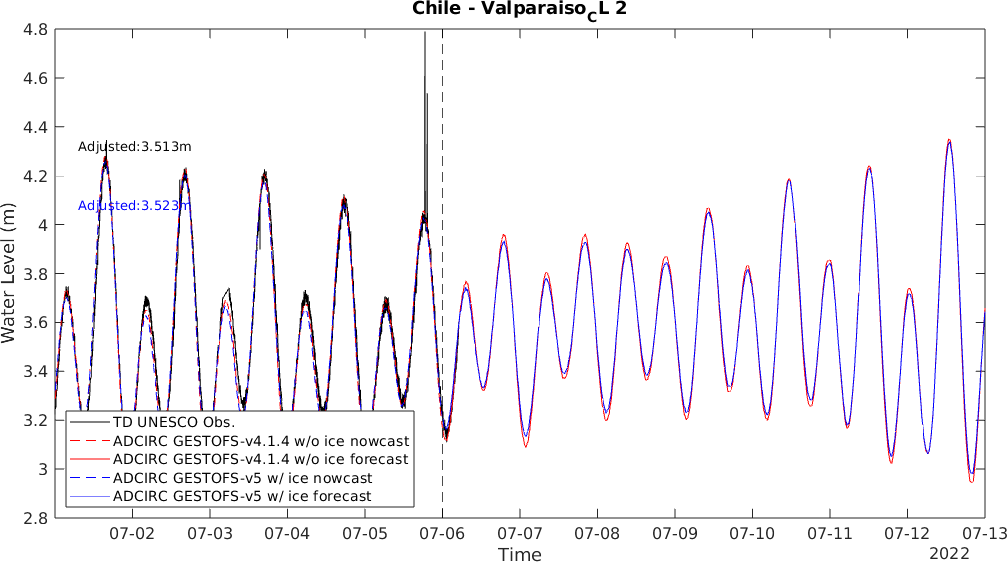 Chile - Valparaiso_CL 2
4.8
4.6
4.4
4.2
4
3.8
3.6
3.4
3.2
3
2.8
Water Level (m)
Adjusted:3.513m
Adjusted:3.523m
TD UNESCO Obs.
ADCIRC GESTOFS-v4.1.4 w/o ice nowcast
ADCIRC GESTOFS-v4.1.4 w/o ice forecast
ADCIRC GESTOFS-v5 w/ ice nowcast
ADCIRC GESTOFS-v5 w/ ice forecast
07-02 07-03 07-04 07-05 07-06 07-07 07-08 07-09 07-10 07-11 07-12 07-13
Time
2022